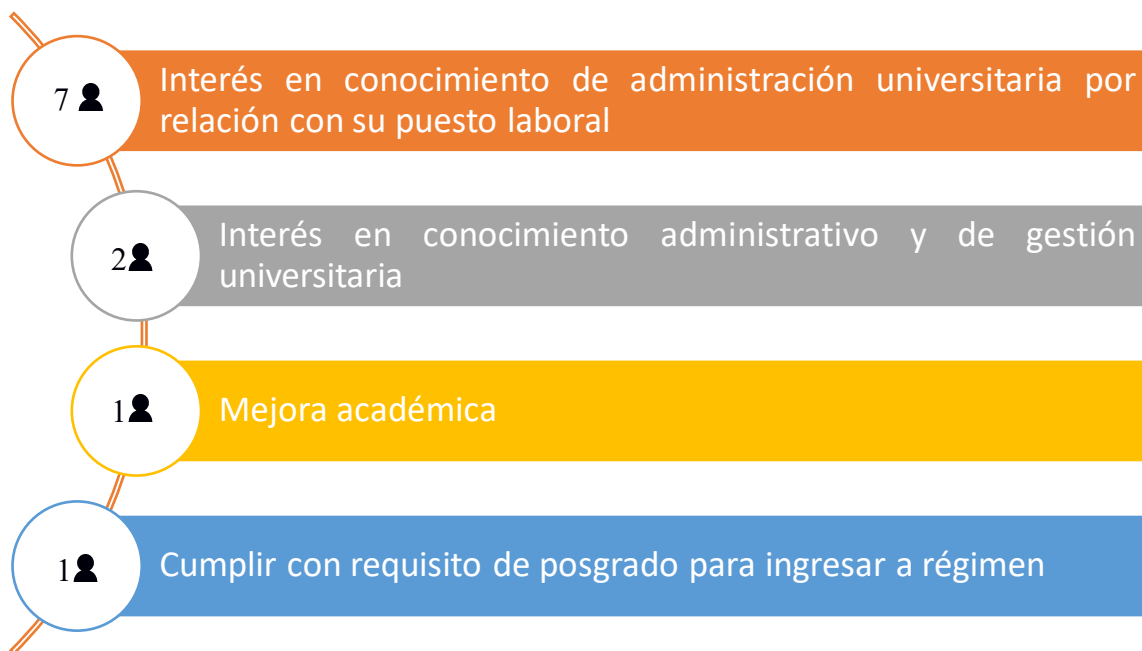 7
Interés en conocimiento de administración universitaria por
relación con su puesto laboral
2
Interés en conocimiento administrativo y de gestión
universitaria
1
Mejora académica
1
Cumplir con requisito de posgrado para ingresar a régimen